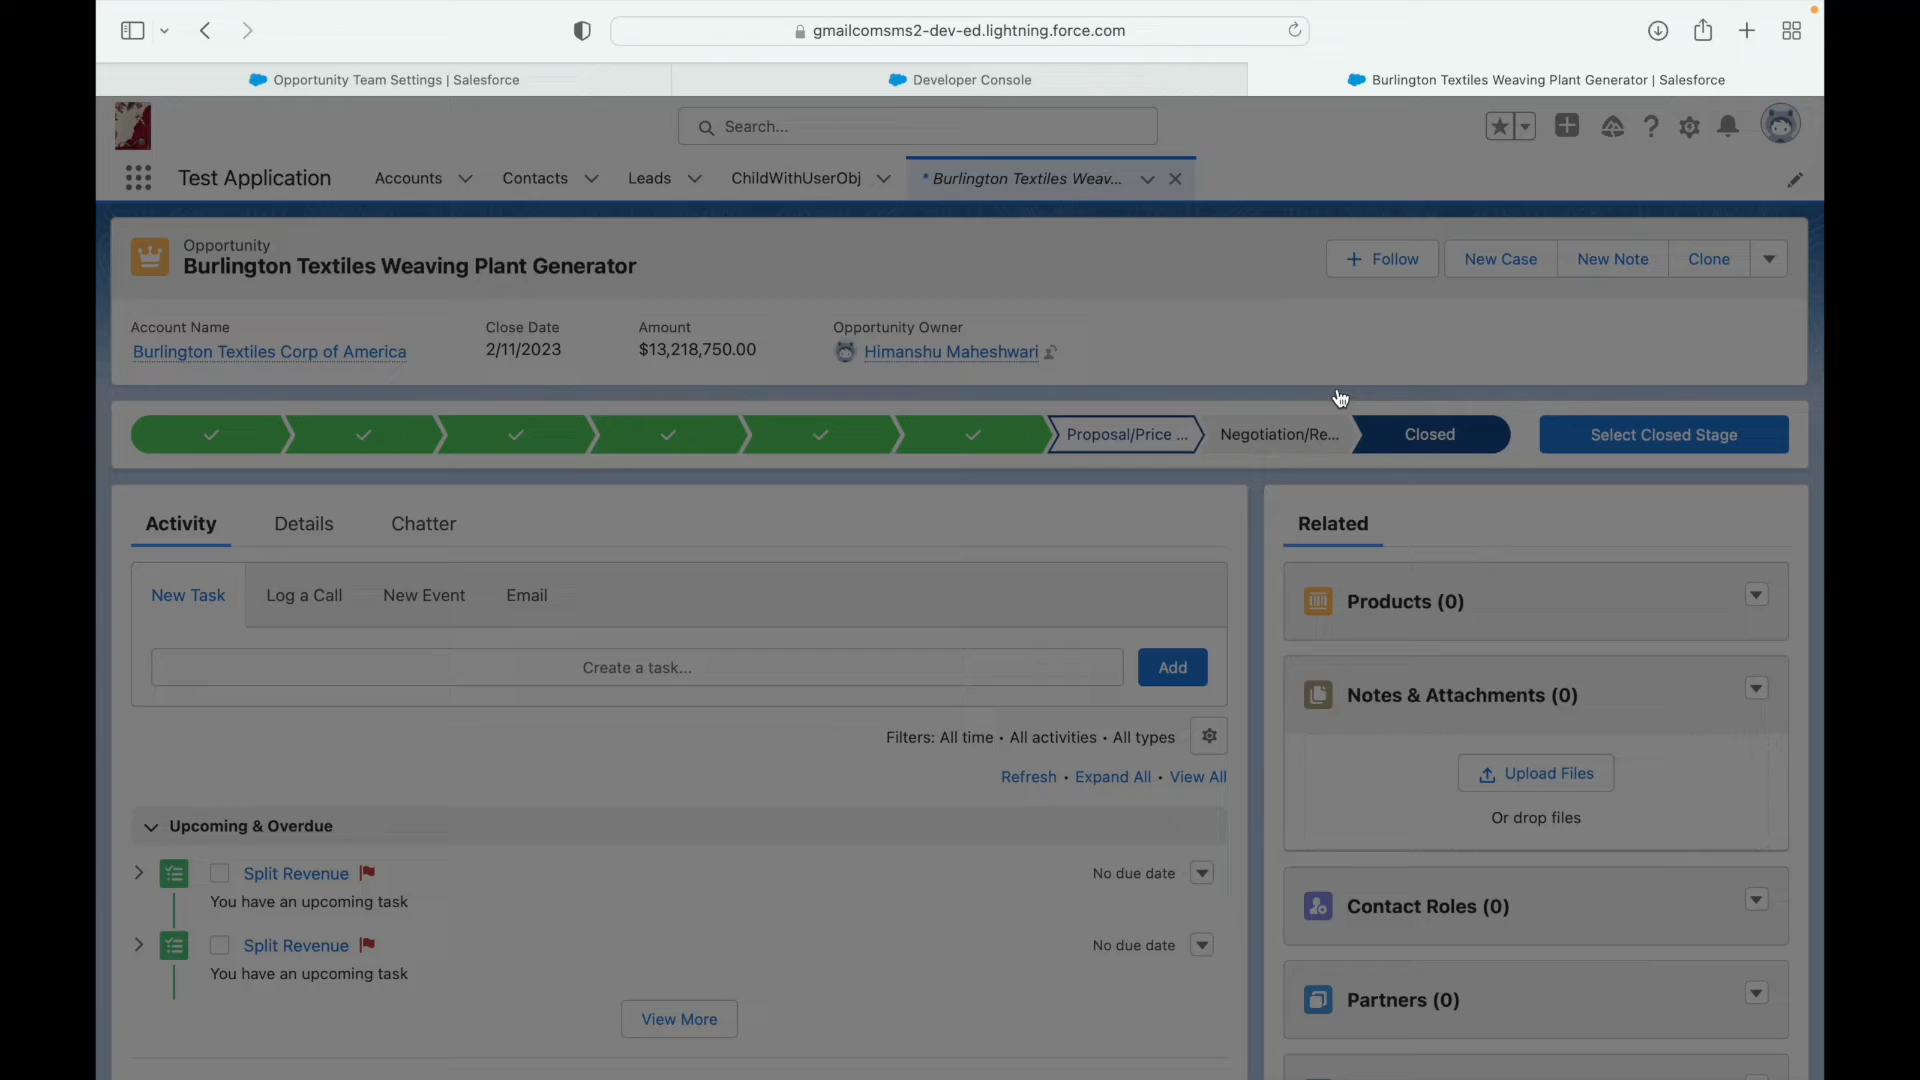 gmailcomsms2-dev-ed.lightning.force.com
Opportunity Team Settings | Salesforce
Developer Console
Burlington Textiles Weaving Plant Generator | Salesforce
Search...
Test Application
Accounts
Contacts
Leads
ChildWithUserObj
* Burlington Textiles Weav...
Opportunity
Burlington Textiles Weaving Plant Generator
Follow
New Case
New Note
Clone
Account Name
Close Date
Amount
Opportunity Owner
Burlington Textiles Corp of America
2/11/2023
$13,218,750.00
Himanshu Maheshwari
Proposal/Price ...
Negotiation/Re...
Closed
Select Closed Stage
Activity
Details
Chatter
Related
New Task
Log a Call
New Event
Email
Create a task...
Add
Filters: All time • All activities • All types
Refresh • Expand All • View All
Upcoming & Overdue
Split Revenue
No due date
You have an upcoming task
Split Revenue
No due date
You have an upcoming task
View More
Products (0)
Notes & Attachments (0)
Upload Files
Or drop files
Contact Roles (0)
Partners (0)